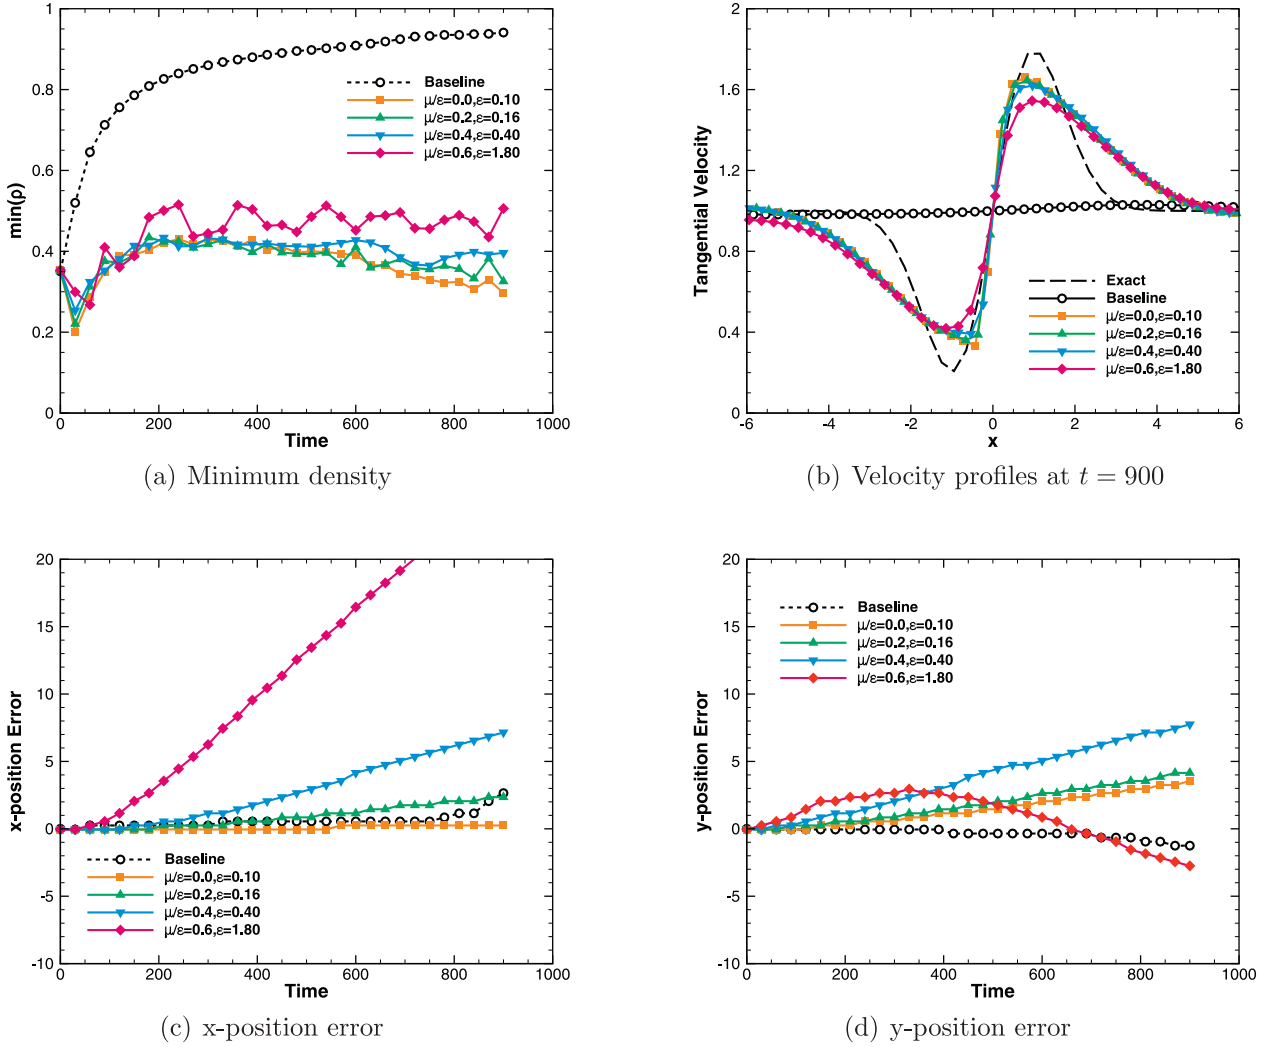 1
0.8
0.6
0.4
0.2
0
min(ρ)
0 200 400 600 800 1000
Time
Baseline
μ/ε=0.0,ε=0.10
μ/ε=0.2,ε=0.16
μ/ε=0.4,ε=0.40
μ/ε=0.6,ε=1.80
(a) Minimum density
2
1.6
1.2
0.8
0.4
0
Tangential Velocity
-6 -4 -2 0 2 4 6
x
Exact
Baseline
μ/ε=0.0,ε=0.10
μ/ε=0.2,ε=0.16
μ/ε=0.4,ε=0.40
μ/ε=0.6,ε=1.80
(b) Velocity profiles at t = 900
20
15
10
5
0
-5
-10
x-position Error
0 200 400 600 800 1000
Time
Baseline
μ/ε=0.0,ε=0.10
μ/ε=0.2,ε=0.16
μ/ε=0.4,ε=0.40
μ/ε=0.6,ε=1.80
(c) x-position error
20
15
10
5
0
-5
-10
y-position Error
0 200 400 600 800 1000
Time
Baseline
μ/ε=0.0,ε=0.10
μ/ε=0.2,ε=0.16
μ/ε=0.4,ε=0.40
μ/ε=0.6,ε=1.80
(d) y-position error